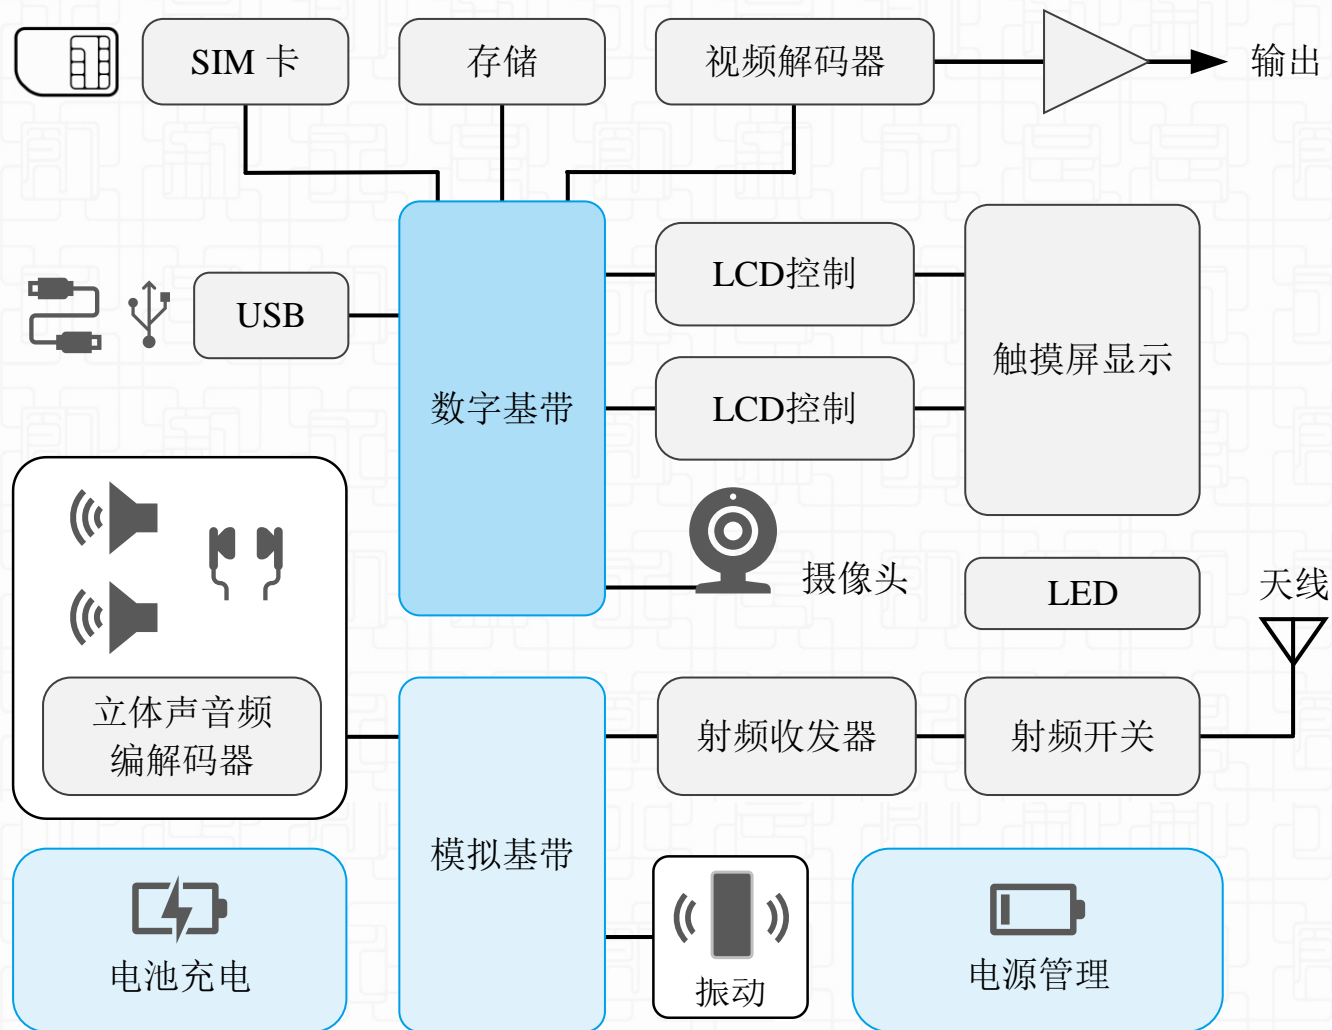 SIM 卡
存储
视频解码器
输出
USB
数字基带
LCD控制
LCD控制
触摸屏显示
摄像头
LED
天线
立体声音频
编解码器
模拟基带
射频收发器
射频开关
电池充电
振动
电源管理